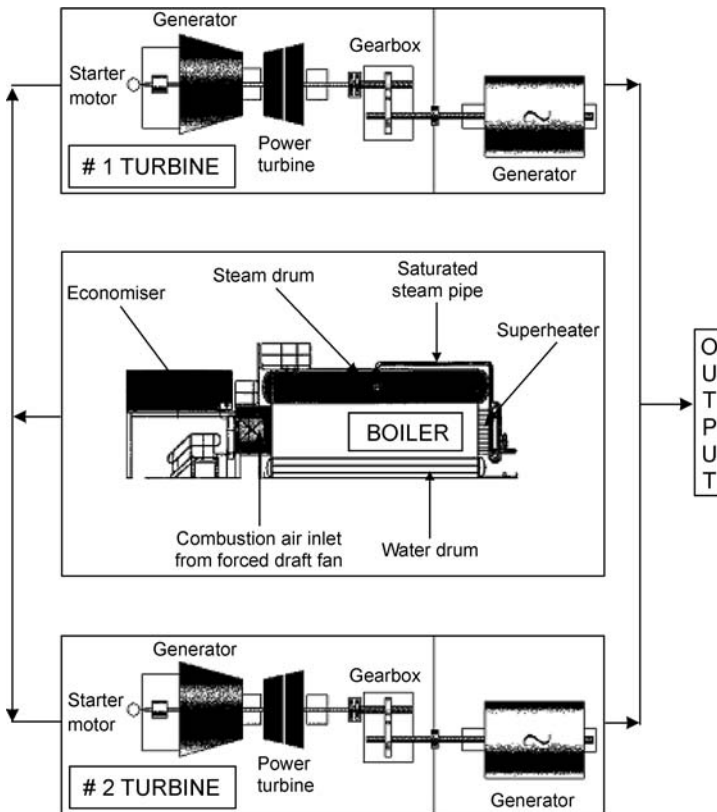 Generator
Gearbox
Starter
motor
Power
turbine
# 1 TURBINE
Generator
Steam drum
Saturated
steam pipe
Economiser
Superheater
BOILER
Combustion air inlet
from forced draft fan
Water drum
O
U
T
P
U
T
Generator
Gearbox
Starter
motor
Power
turbine
# 2 TURBINE
Generator